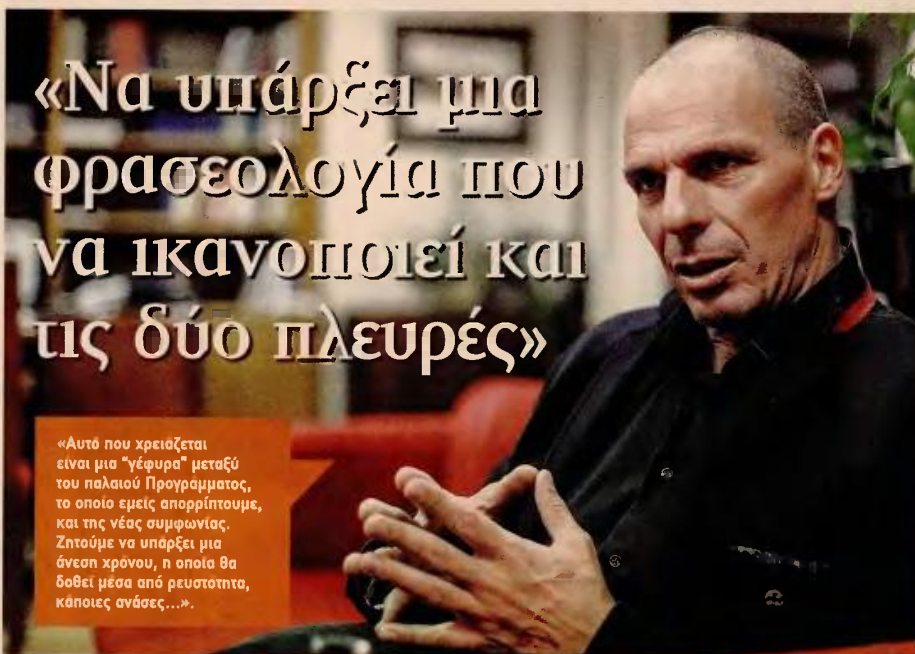 «Να υπάρξει μια
φρασεολογία που
να ικανοποιεί και
τις δύο πλευρές»
«Αυτό που χρειάζεται
είναι μια "γέφυρα" μεταξύ
του παλαιού Προγράμματος,
το οποίο εμείς απορρίπτουμε,
και της νέας συμφωνίας.
Ζητούμε να υπάρξει μια
άνεση χρόνου, η οποία θα
δοθεί μέσα από ρευστότητα,
κάποιες ανάσες...».